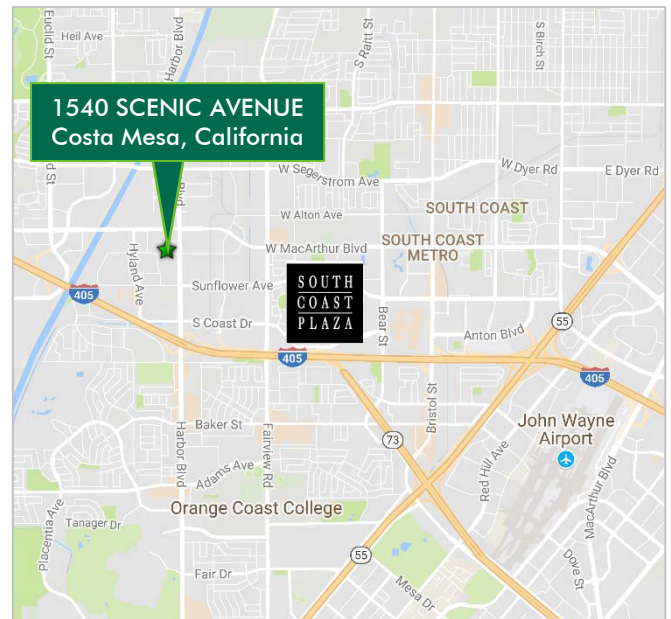 Euclid St
Heil Ave
Harbor Blvd
S Raitt St
S Birch St
1540 SCENIC AVENUE
Costa Mesa, California
d St
vd
W Segerstrom Ave
W Dyer Rd
E Dyer Rd
W Alton Ave
SOUTH COAST
W MacArthur Blvd
SOUTH COAST
METRO
Hyland Ave
405
Sunflower Ave
SOUTH
COAST
PLAZA
S Coast Dr
Bear St
Anton Blvd
55
405
405
Baker St
Harbor Blvd
Fairview Rd
73
Bristol St
Red Hill Ave
John Wayne
Airport
MacArthur Blvd
Adams Ave
Orange Coast College
Placentia Ave
Tanager Dr
55
Fair Dr
Mesa Dr
Dove St